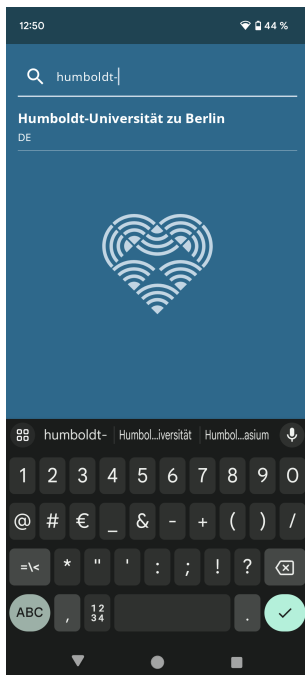 12:50
44 %
humboldt-
Humboldt-Universität zu Berlin
DE
humboldt- Humbol...iversität Humbol...asium
1 2 3 4 5 6 7 8 9 0
@ # € _ & - + ( ) /
=\< * " ' : ; ! ?
ABC , 12 .
34